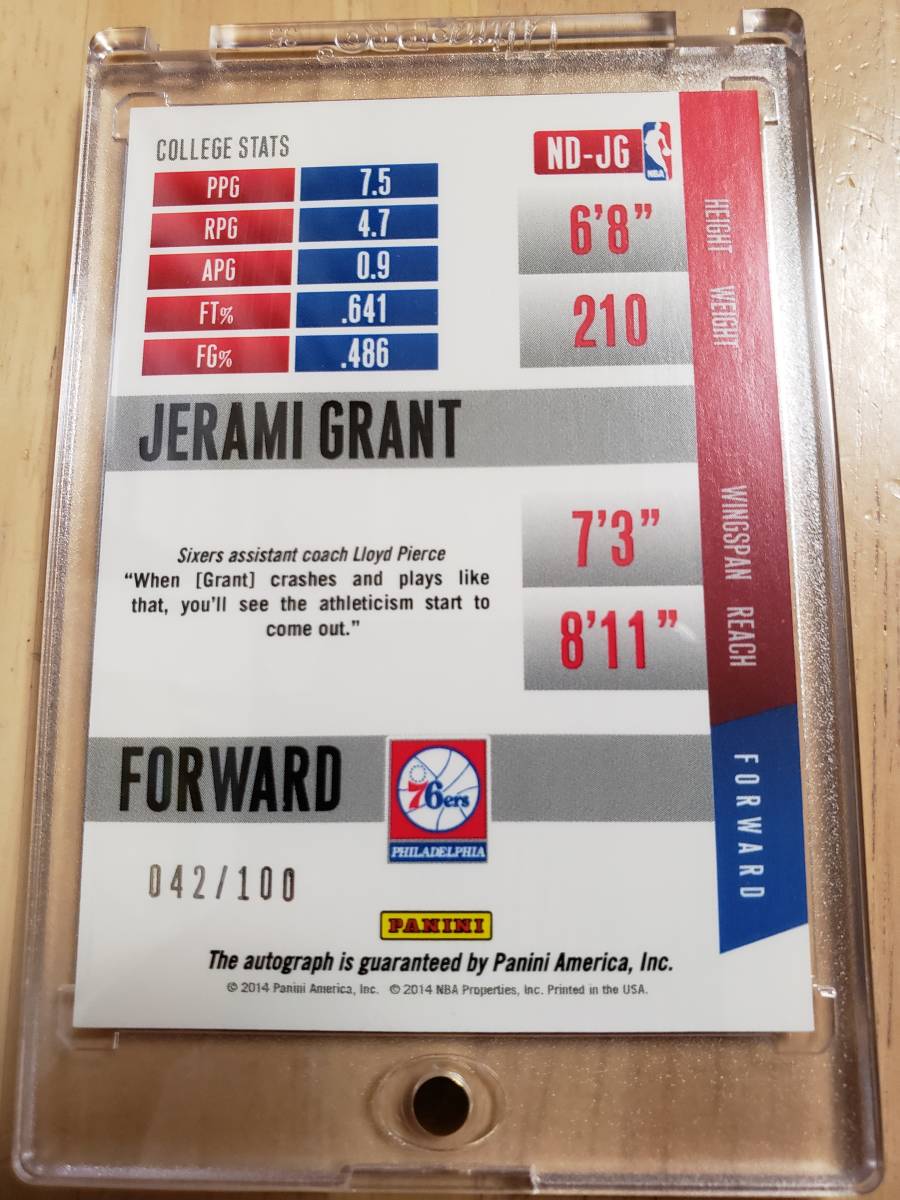 ULTRA·PRO®
COLLEGE STATS
PPG 7.5
RPG 4.7
APG 0.9
FT% .641
FG% .486
ND-JG NBA
HEIGHT 6’8”
WEIGHT 210
JERAMI GRANT
WINGSPAN 7’3”
REACH 8’11”
Sixers assistant coach Lloyd Pierce
“When [Grant] crashes and plays like
that, you’ll see the athleticism start to
come out.”
FORWARD
76ers
PHILADELPHIA
FORWARD
042/100
PANINI
The autograph is guaranteed by Panini America, Inc.
© 2014 Panini America, Inc. © 2014 NBA Properties, Inc. Printed in the USA.